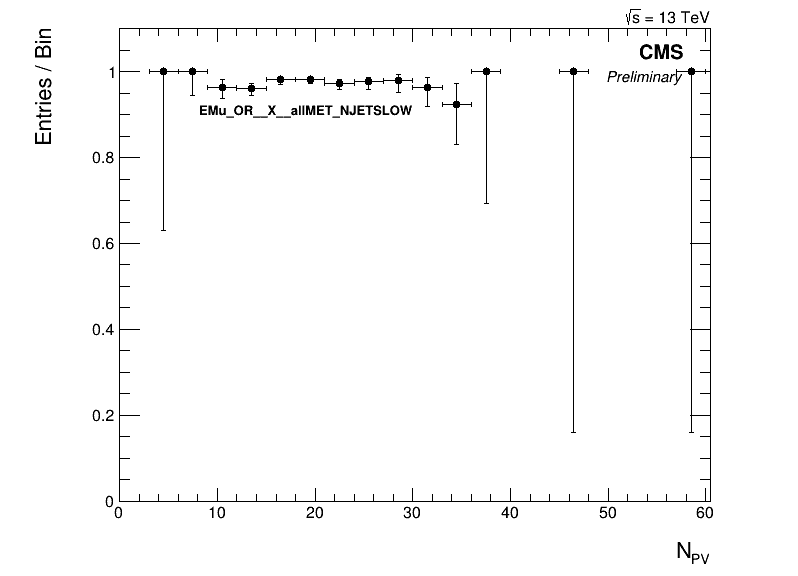 √s = 13 TeV
CMS
Preliminary
Entries / Bin
EMu_OR__X__allMET_NJETSLOW
1
0.8
0.6
0.4
0.2
0
0 10 20 30 40 50 60
N_PV